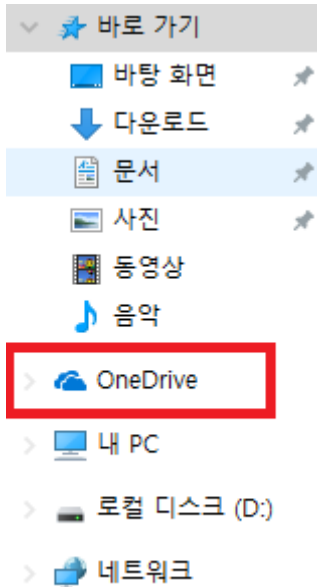 바로 가기
바탕 화면
다운로드
문서
사진
동영상
음악
OneDrive
내 PC
로컬 디스크 (D:)
네트워크